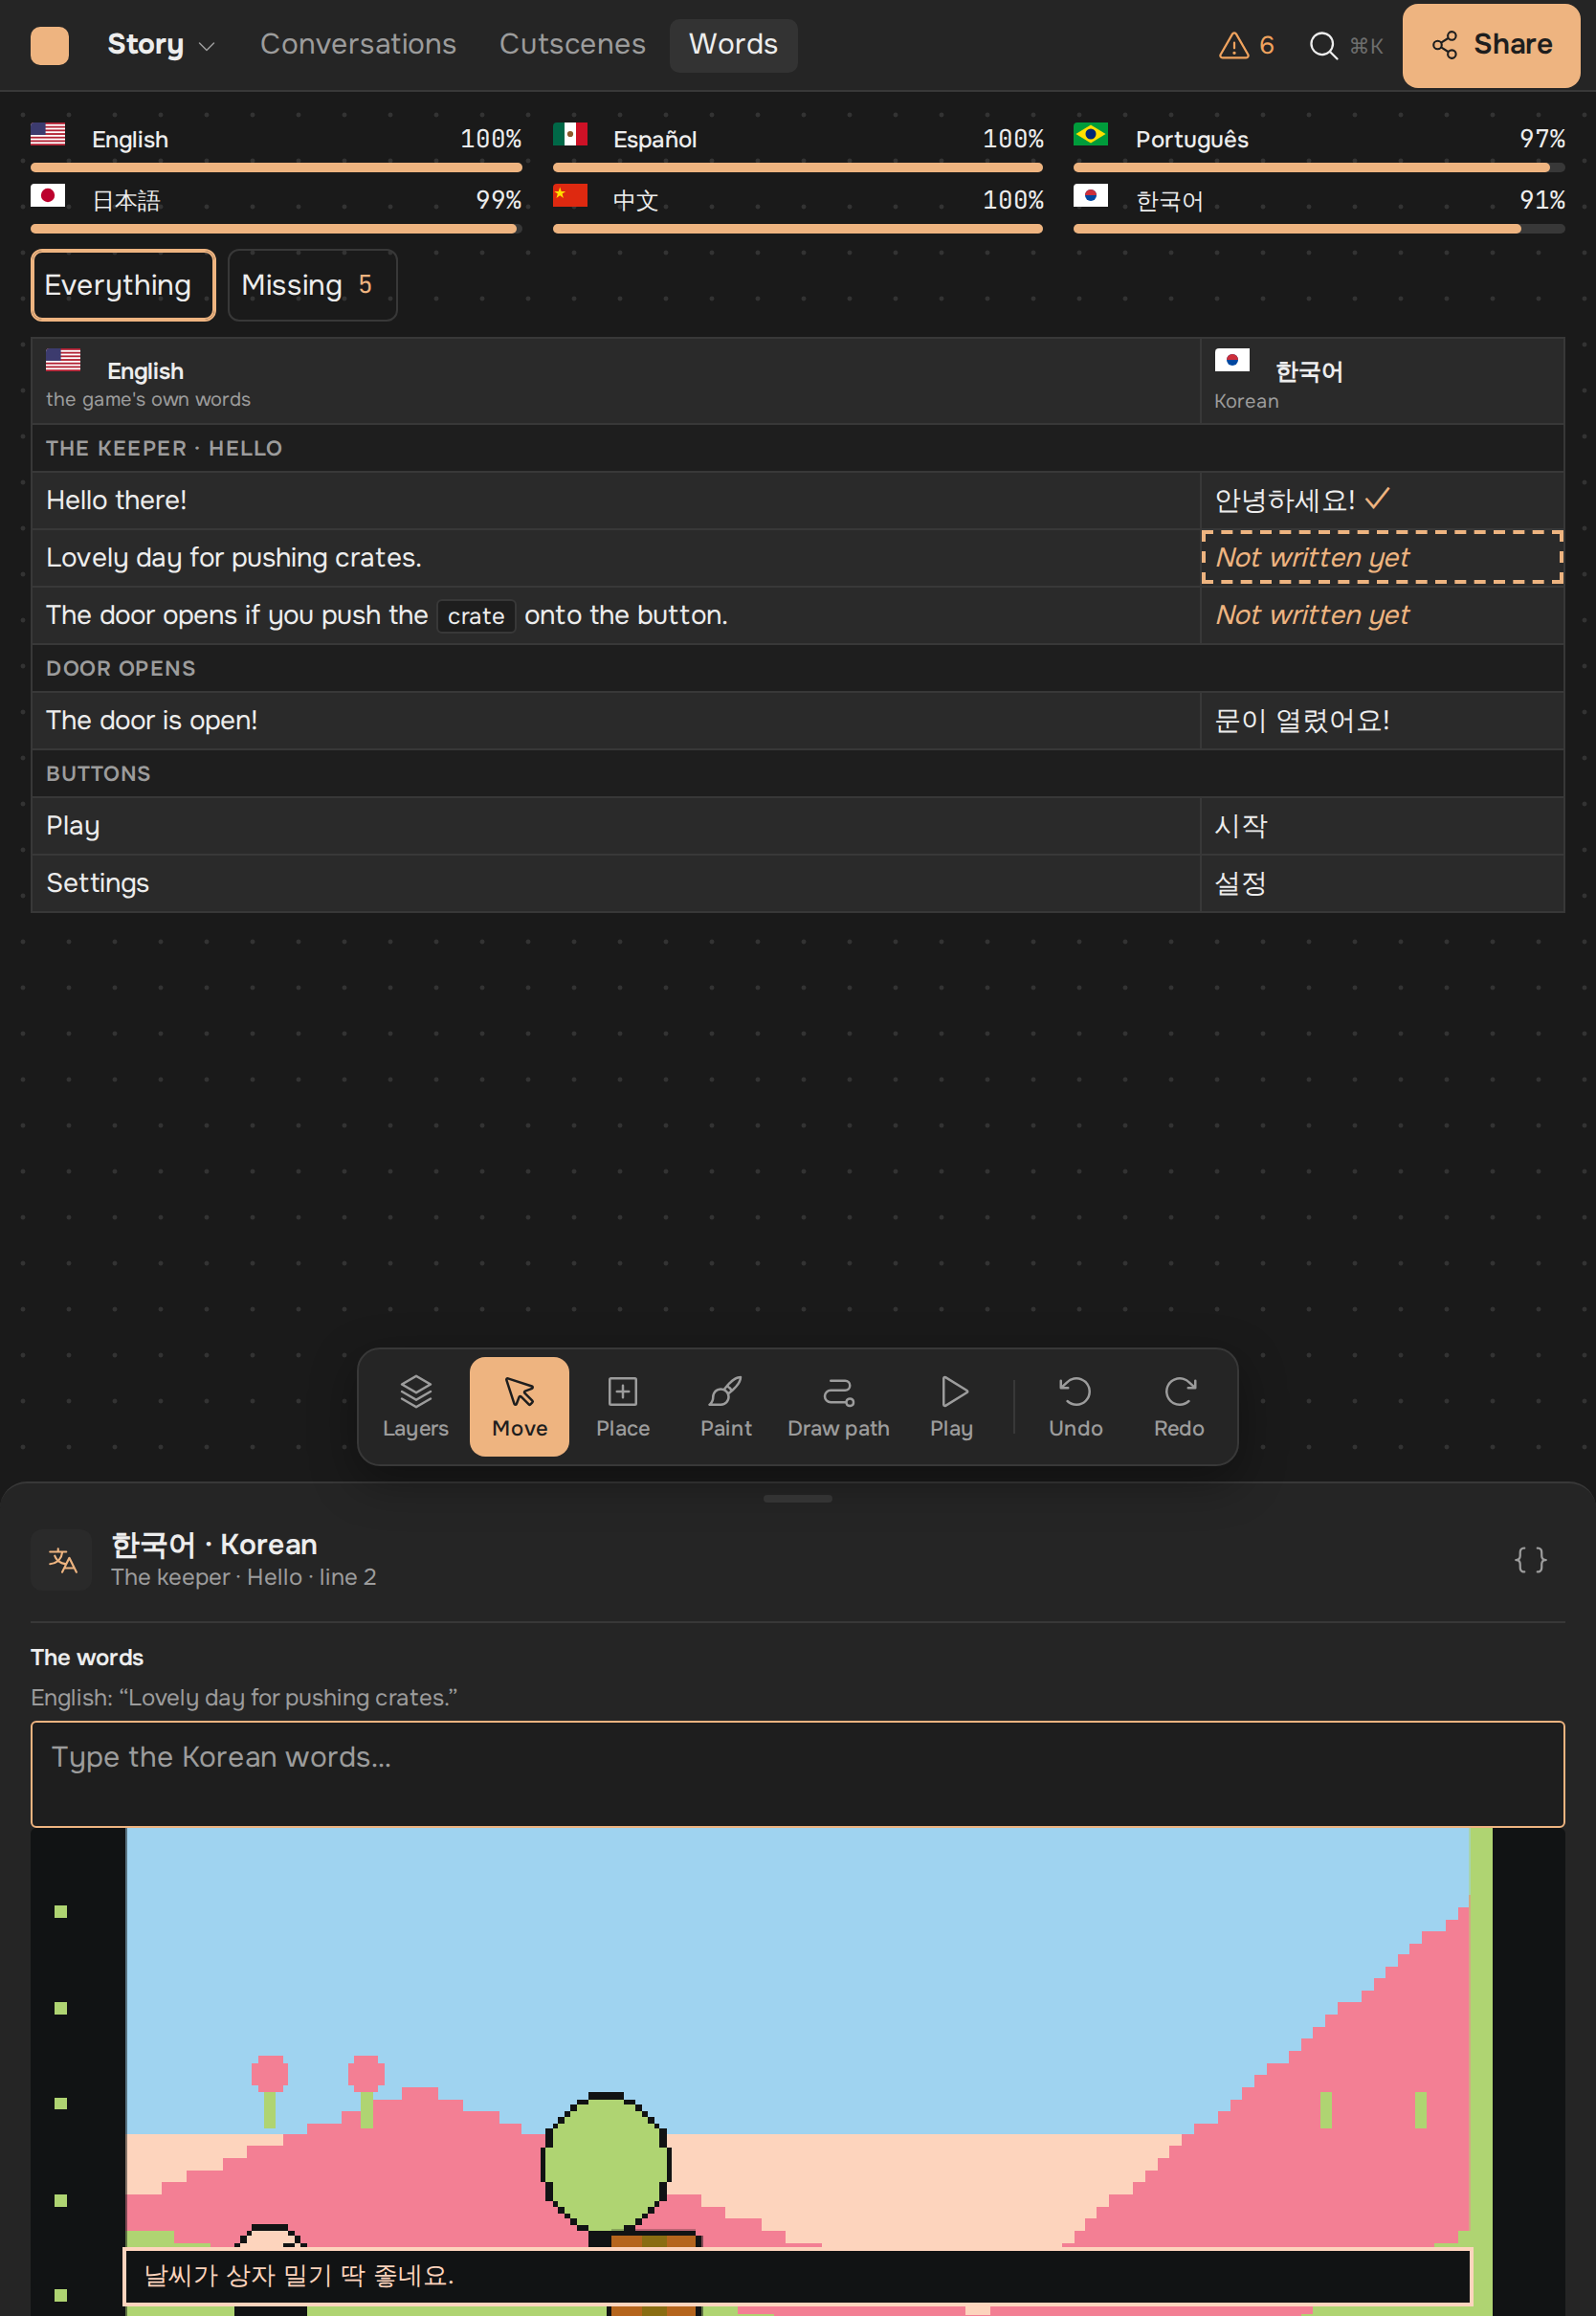 Story Conversations Cutscenes Words 6 ⌘K Share
English 100% Español 100% Português 97%
日本語 99% 中文 100% 한국어 91%
Everything Missing 5
English 한국어
the game's own words Korean
THE KEEPER · HELLO
Hello there! 안녕하세요!
Lovely day for pushing crates. Not written yet
The door opens if you push the crate onto the button. Not written yet
DOOR OPENS
The door is open! 문이 열렸어요!
BUTTONS
Play 시작
Settings 설정
Layers Move Place Paint Draw path Play Undo Redo
한국어 · Korean
The keeper · Hello · line 2
{ }
The words
English: “Lovely day for pushing crates.”
Type the Korean words...
날씨가 상자 밀기 딱 좋네요.